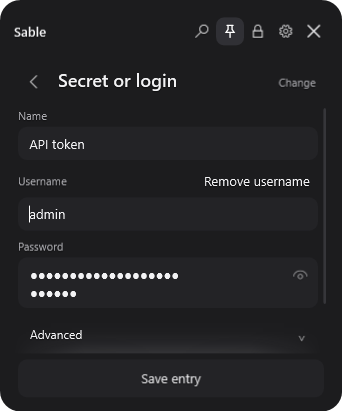 Sable
Secret or login
Change
Name
API token
Username
Remove username
admin
Password
●●●●●●●●●●●●●●●●●●●
●●●●●●
Advanced
Save entry